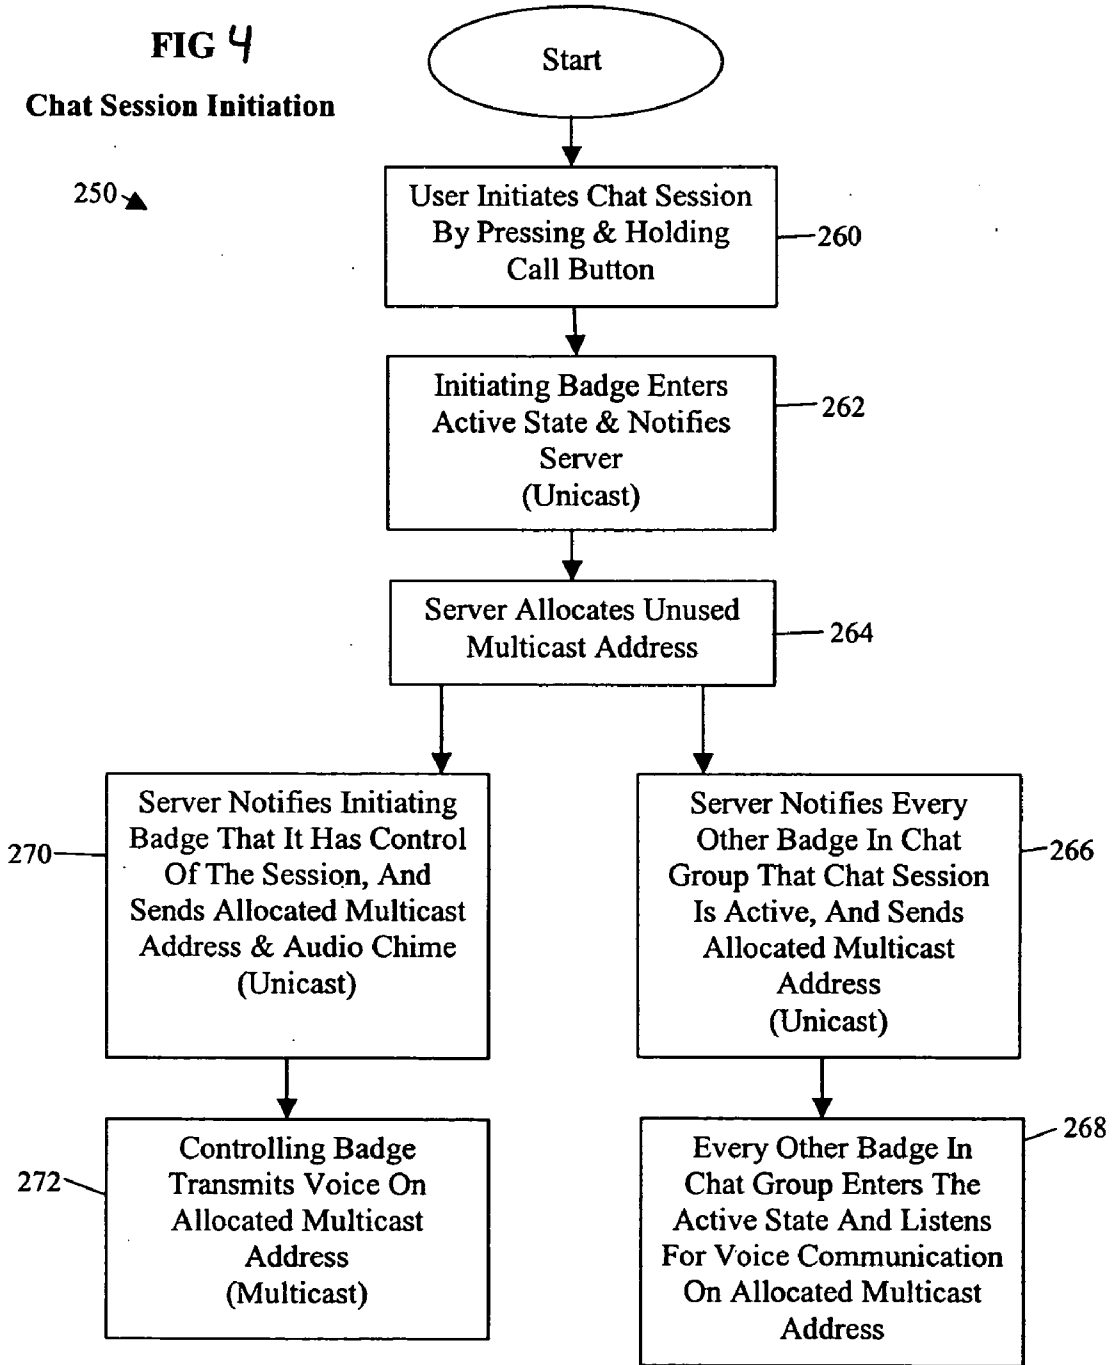 FIG 4
Chat Session Initiation
250
Start
User Initiates Chat Session
By Pressing & Holding
Call Button
260
Initiating Badge Enters
Active State & Notifies
Server
(Unicast)
262
Server Allocates Unused
Multicast Address
264
Server Notifies Initiating
Badge That It Has Control
Of The Session, And
Sends Allocated Multicast
Address & Audio Chime
(Unicast)
270
Server Notifies Every
Other Badge In Chat
Group That Chat Session
Is Active, And Sends
Allocated Multicast
Address
(Unicast)
266
Controlling Badge
Transmits Voice On
Allocated Multicast
Address
(Multicast)
272
Every Other Badge In
Chat Group Enters The
Active State And Listens
For Voice Communication
On Allocated Multicast
Address
268